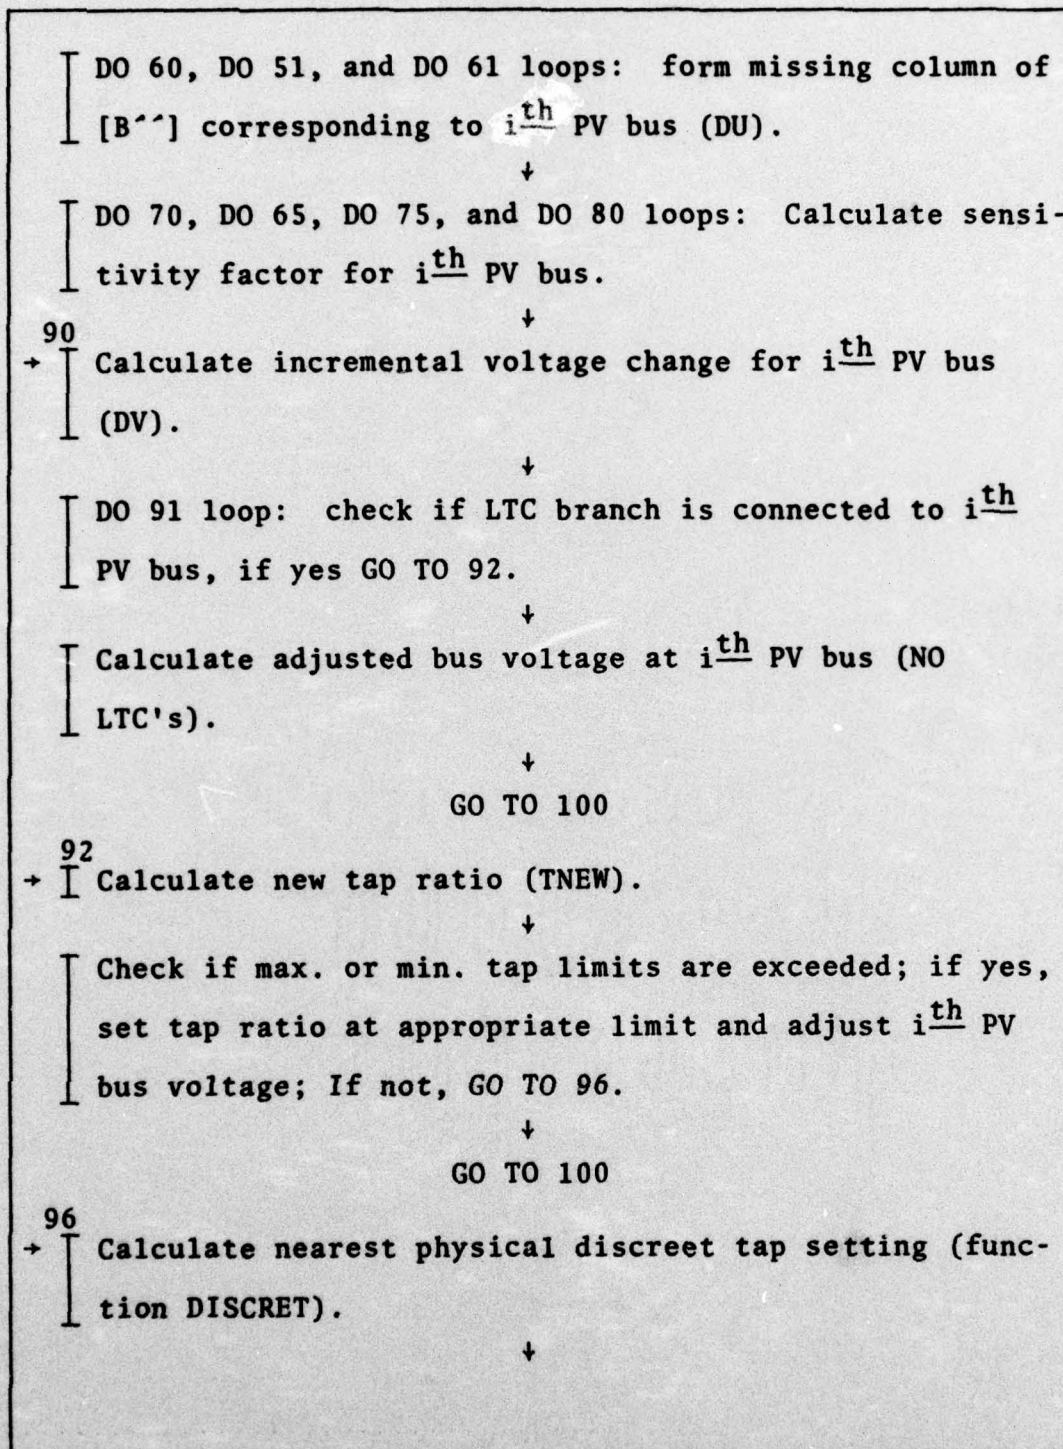 DO 60, DO 51, and DO 61 loops: form missing column of
[B´´] corresponding to ith PV bus (DU).
↓
DO 70, DO 65, DO 75, and DO 80 loops: Calculate sensi-
tivity factor for ith PV bus.
↓
90
→ Calculate incremental voltage change for ith PV bus
(DV).
↓
DO 91 loop: check if LTC branch is connected to ith
PV bus, if yes GO TO 92.
↓
Calculate adjusted bus voltage at ith PV bus (NO
LTC's).
↓
GO TO 100
92
→ Calculate new tap ratio (TNEW).
↓
Check if max. or min. tap limits are exceeded; if yes,
set tap ratio at appropriate limit and adjust ith PV
bus voltage; If not, GO TO 96.
↓
GO TO 100
96
→ Calculate nearest physical discreet tap setting (func-
tion DISCRET).
↓